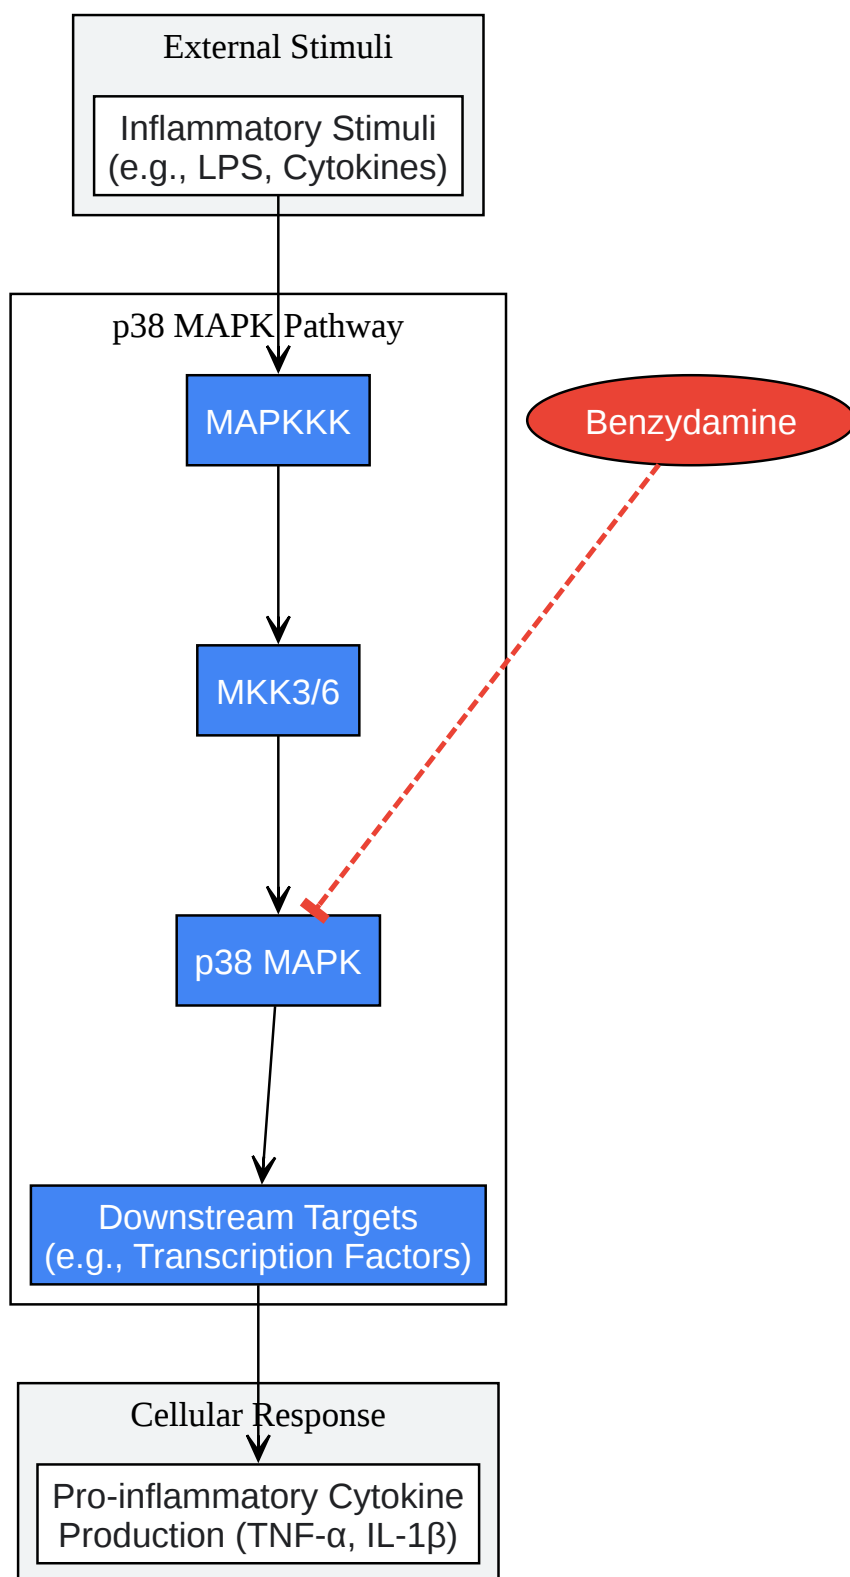 External Stimuli
Inflammatory Stimuli
(e.g., LPS, Cytokines)
p38 MAPK Pathway
MAPKKK
Benzydamine
MKK3/6
p38 MAPK
Downstream Targets
(e.g., Transcription Factors)
Cellular Response
Pro-inflammatory Cytokine
Production (TNF-α, IL-1β)